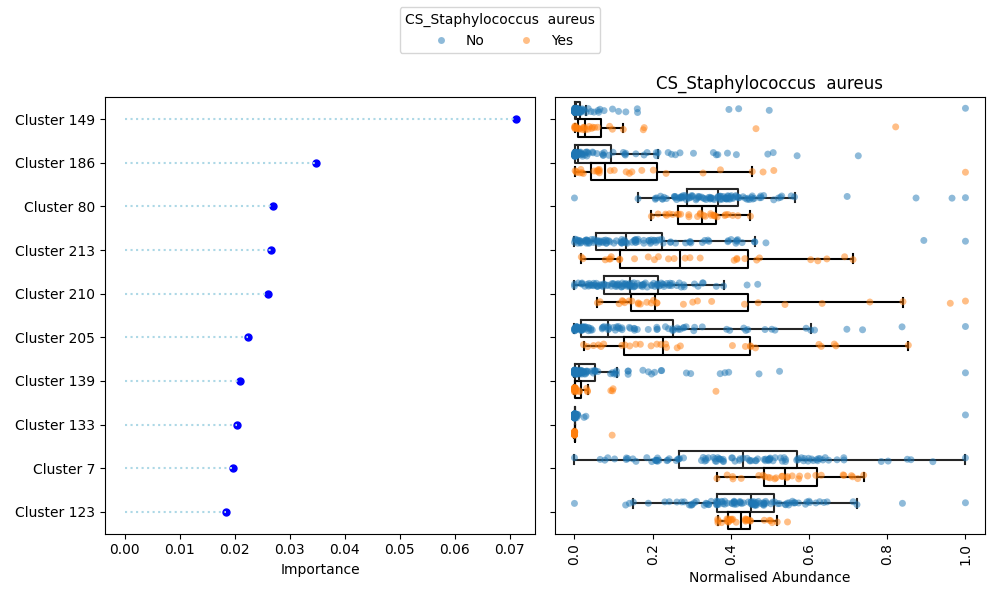 CS_Staphylococcus  aureus
No Yes
CS_Staphylococcus  aureus
Cluster 149
Cluster 186
Cluster 80
Cluster 213
Cluster 210
Cluster 205
Cluster 139
Cluster 133
Cluster 7
Cluster 123
0.00 0.01 0.02 0.03 0.04 0.05 0.06 0.07
Importance
0.0 0.2 0.4 0.6 0.8 1.0
Normalised Abundance